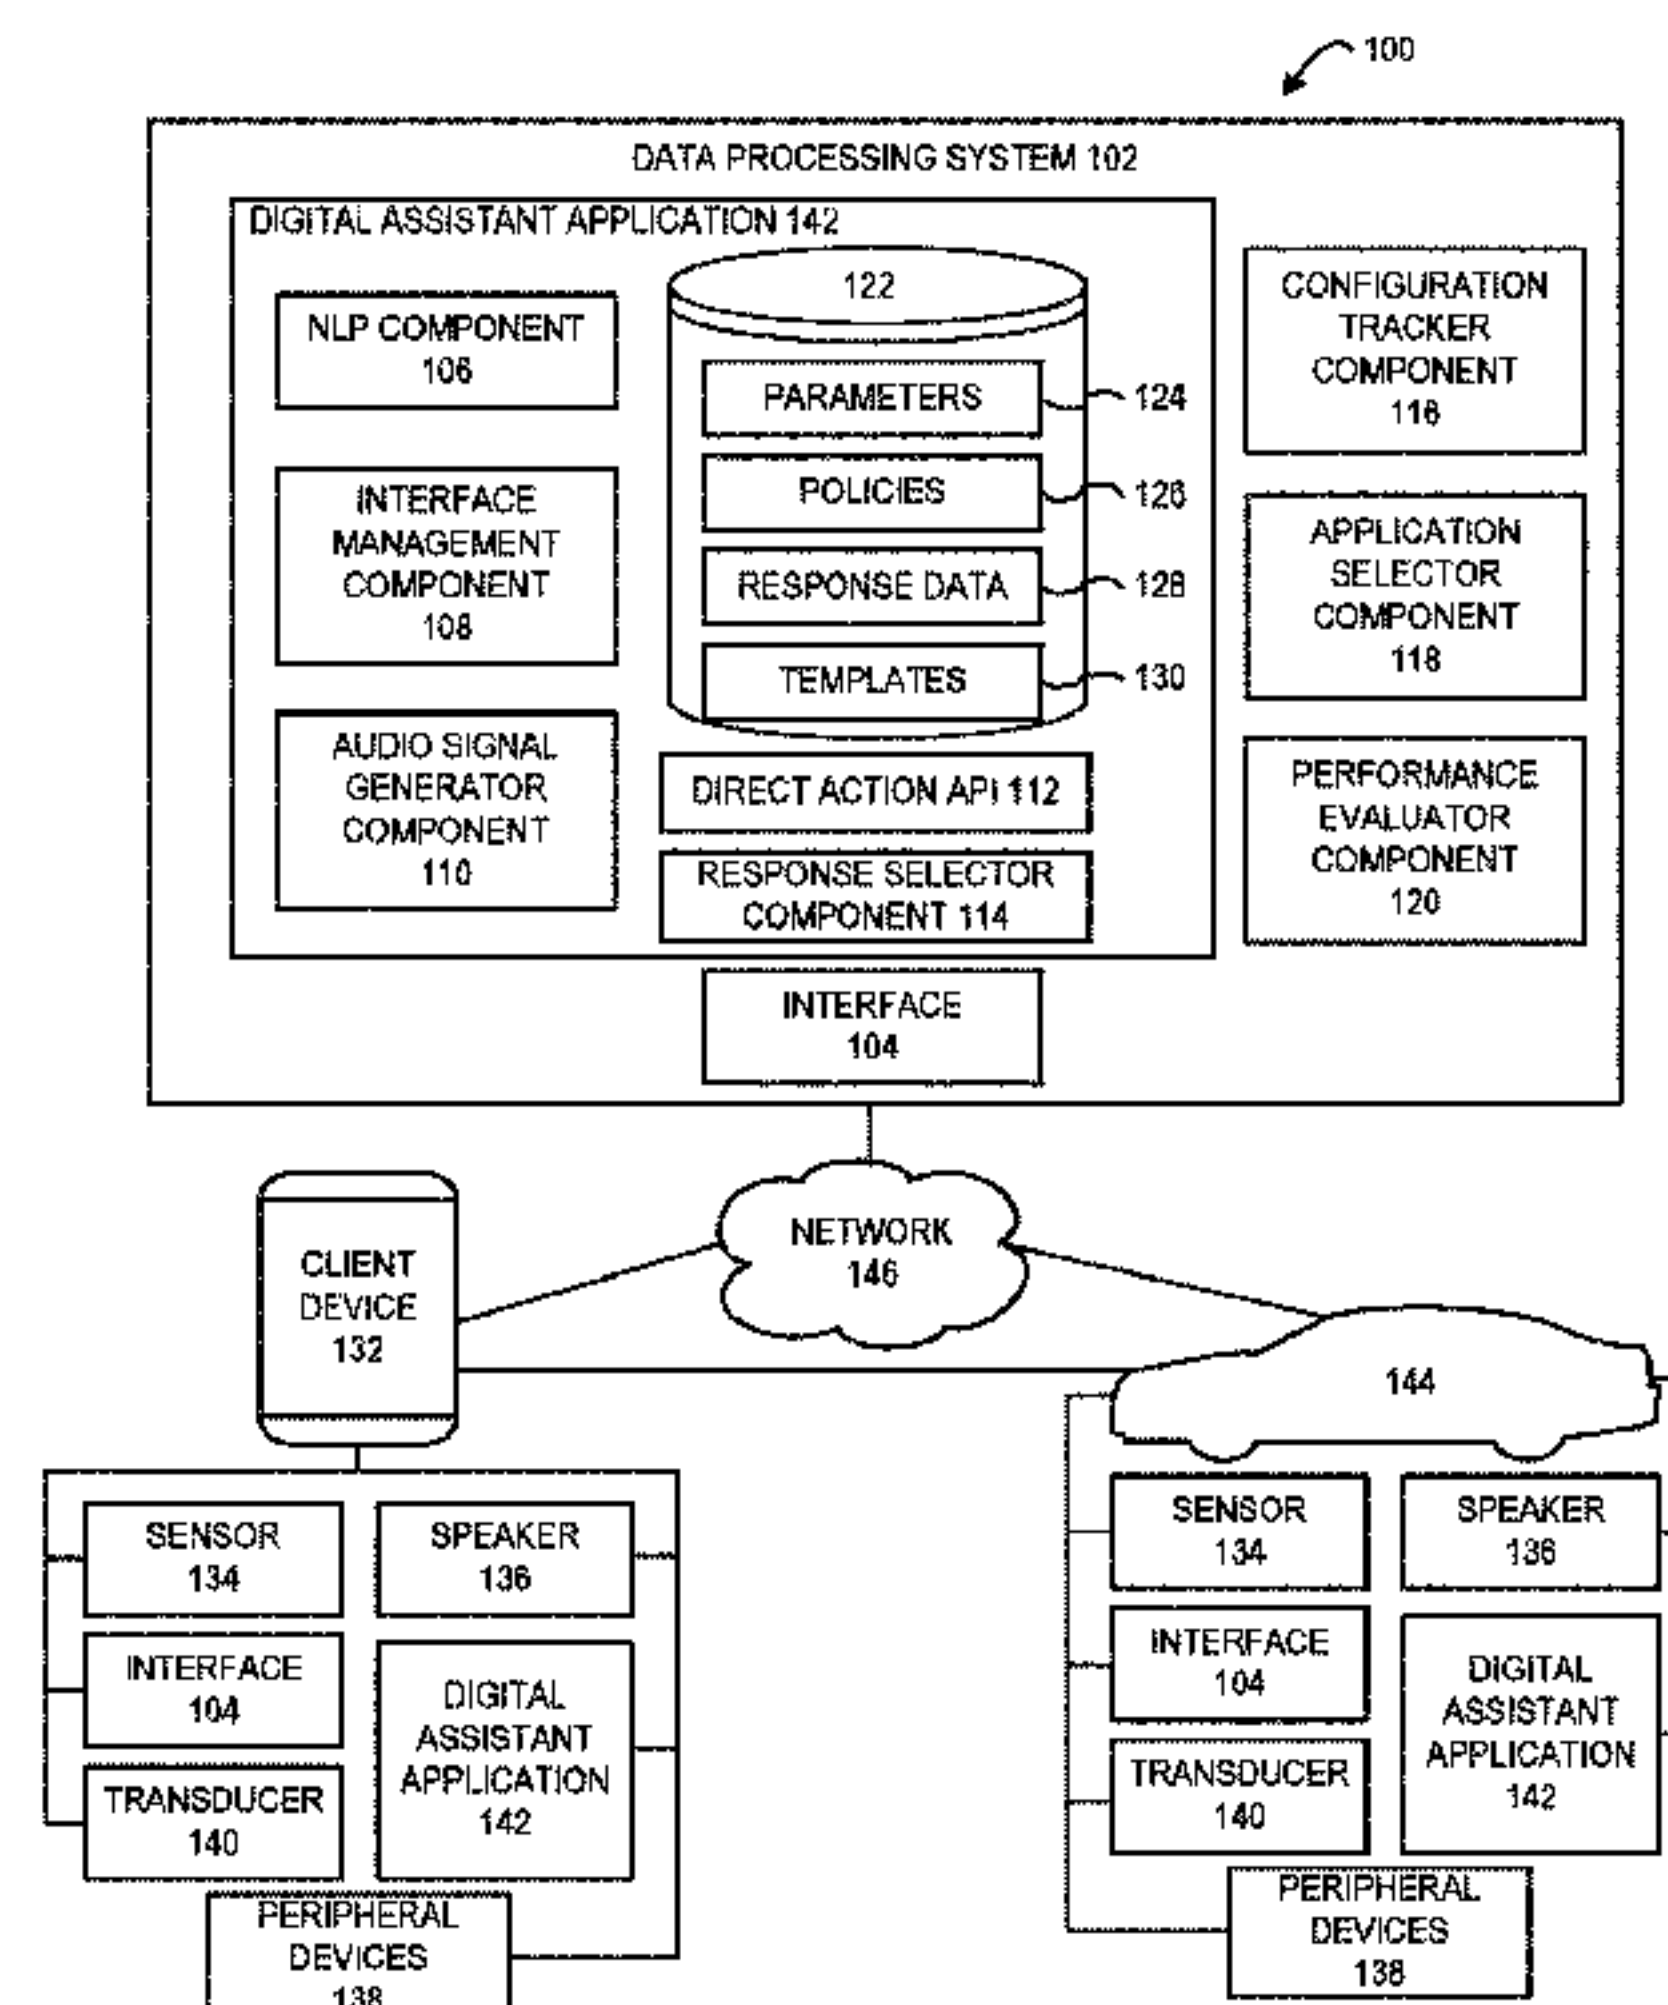 100
DATA PROCESSING SYSTEM 102
DIGITAL ASSISTANT APPLICATION 142
NLP COMPONENT
106
INTERFACE
MANAGEMENT
COMPONENT
108
AUDIO SIGNAL
GENERATOR
COMPONENT
110
122
PARAMETERS
124
POLICIES
126
RESPONSE DATA
128
TEMPLATES
130
DIRECT ACTION API 112
RESPONSE SELECTOR
COMPONENT 114
CONFIGURATION
TRACKER
COMPONENT
116
APPLICATION
SELECTOR
COMPONENT
118
PERFORMANCE
EVALUATOR
COMPONENT
120
INTERFACE
104
NETWORK
146
CLIENT
DEVICE
132
144
SENSOR
134
SPEAKER
136
INTERFACE
104
DIGITAL
ASSISTANT
APPLICATION
142
TRANSDUCER
140
PERIPHERAL
DEVICES
138
SENSOR
134
SPEAKER
136
INTERFACE
104
DIGITAL
ASSISTANT
APPLICATION
142
TRANSDUCER
140
PERIPHERAL
DEVICES
138